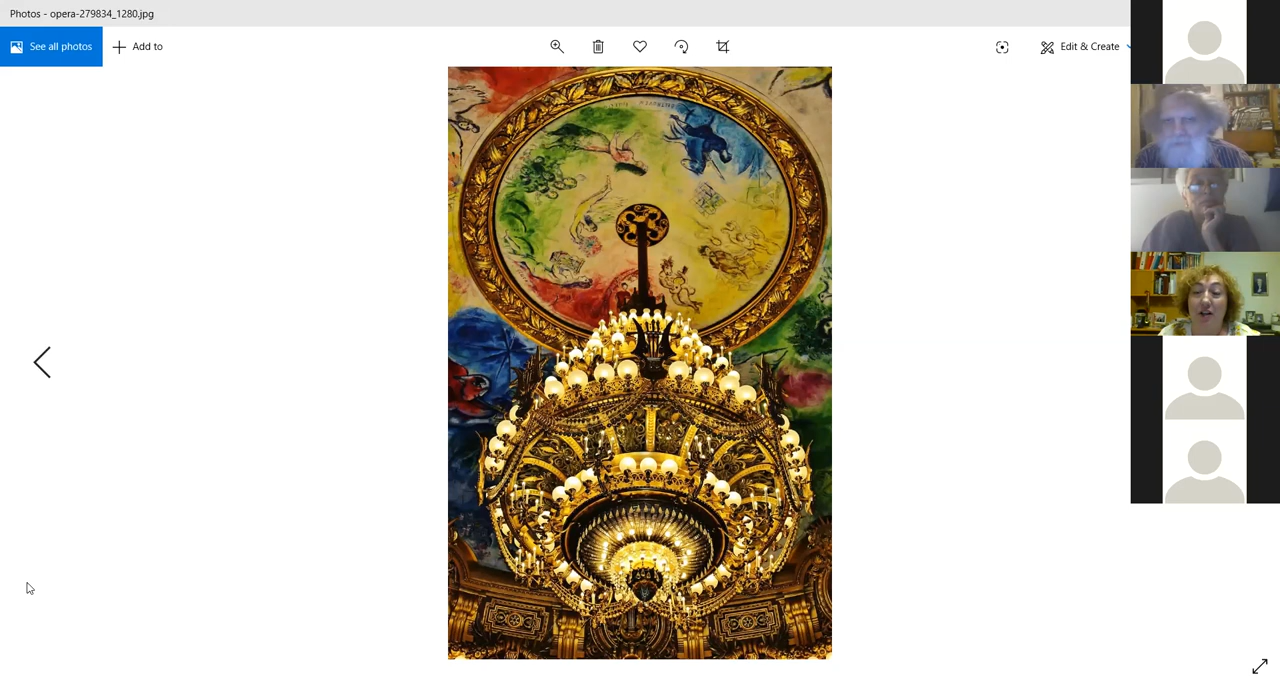 Photos - opera-279834_1280.jpg
See all photos
Add to
Edit & Create